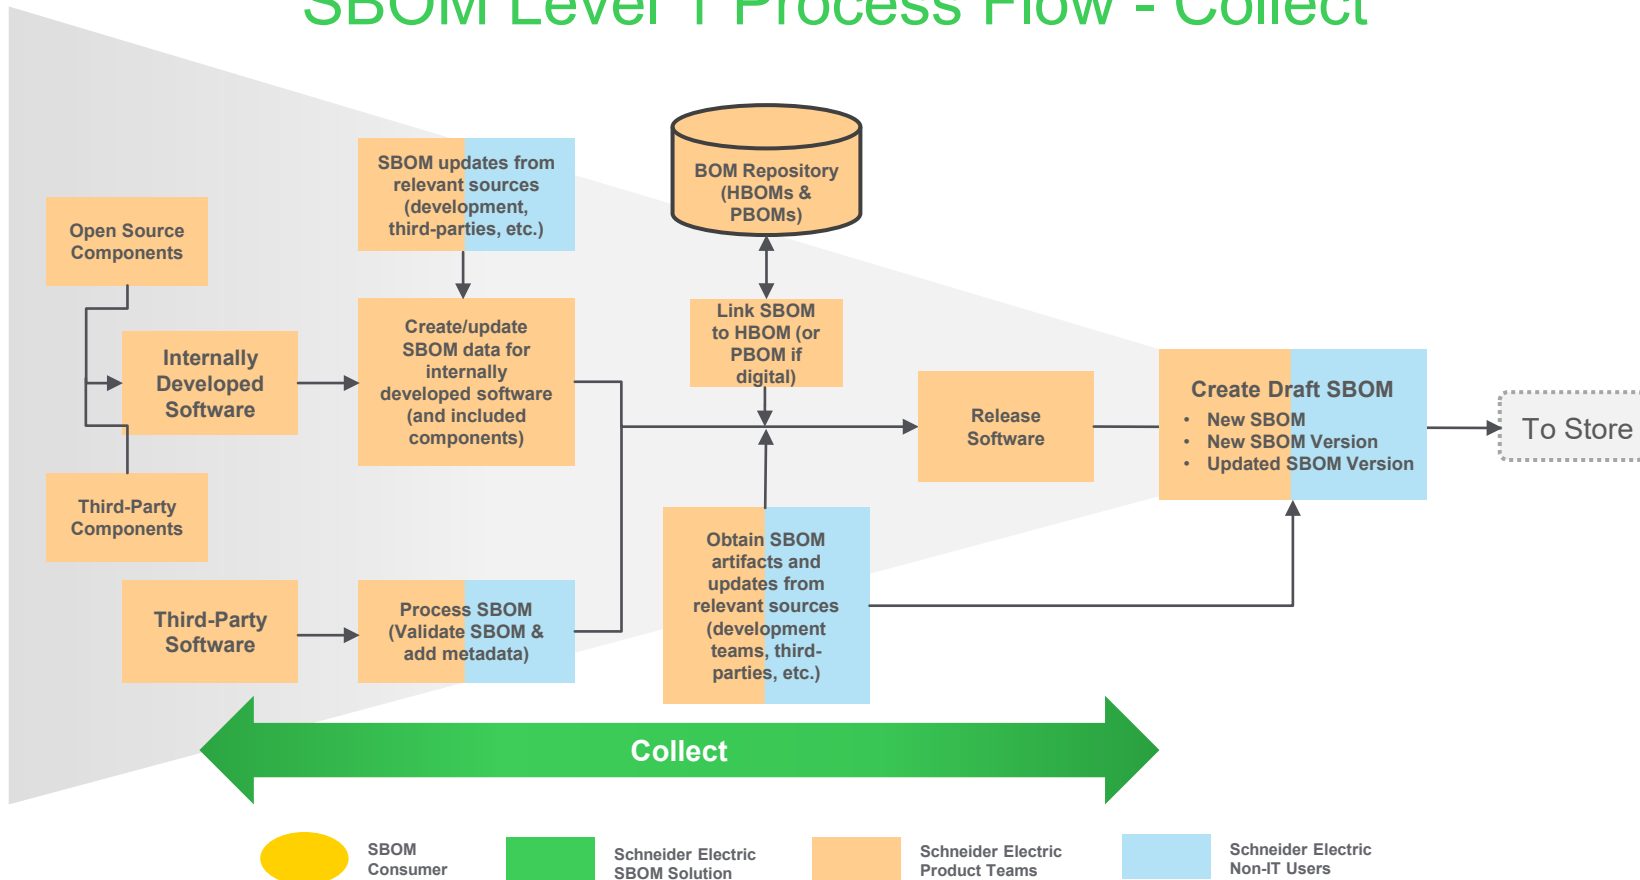 SBOM Level 1 Process Flow - Collect
SBOM updates from
relevant sources
(development,
third-parties, etc.)
BOM Repository
(HBOMs &
PBOMs)
Open Source
Components
Link SBOM
to HBOM (or
PBOM if
digital)
Internally
Developed
Software
Create/update
SBOM data for
internally
developed software
(and included
components)
Release
Software
Create Draft SBOM
• New SBOM
• New SBOM Version
• Updated SBOM Version
To Store
Third-Party
Components
Obtain SBOM
artifacts and
updates from
relevant sources
(development
teams, third-
parties, etc.)
Third-Party
Software
Process SBOM
(Validate SBOM &
add metadata)
Collect
SBOM
Consumer
Schneider Electric
SBOM Solution
Schneider Electric
Product Teams
Schneider Electric
Non-IT Users